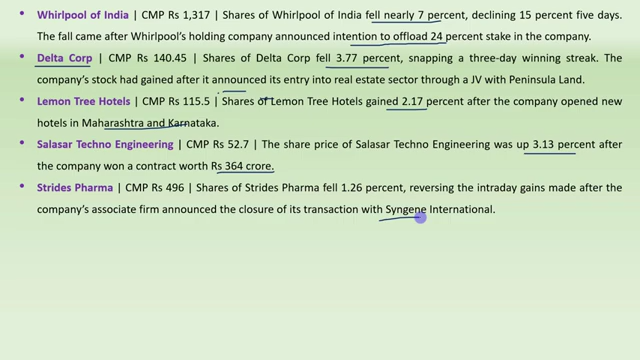 • Whirlpool of India | CMP Rs 1,317 | Shares of Whirlpool of India fell nearly 7 percent, declining 15 percent five days.
The fall came after Whirlpool's holding company announced intention to offload 24 percent stake in the company.
• Delta Corp | CMP Rs 140.45 | Shares of Delta Corp fell 3.77 percent, snapping a three-day winning streak. The
company's stock had gained after it announced its entry into real estate sector through a JV with Peninsula Land.
• Lemon Tree Hotels | CMP Rs 115.5 | Shares of Lemon Tree Hotels gained 2.17 percent after the company opened new
hotels in Maharashtra and Karnataka.
• Salasar Techno Engineering | CMP Rs 52.7 | The share price of Salasar Techno Engineering was up 3.13 percent after
the company won a contract worth Rs 364 crore.
• Strides Pharma | CMP Rs 496 | Shares of Strides Pharma fell 1.26 percent, reversing the intraday gains made after the
company's associate firm announced the closure of its transaction with Syngene International.